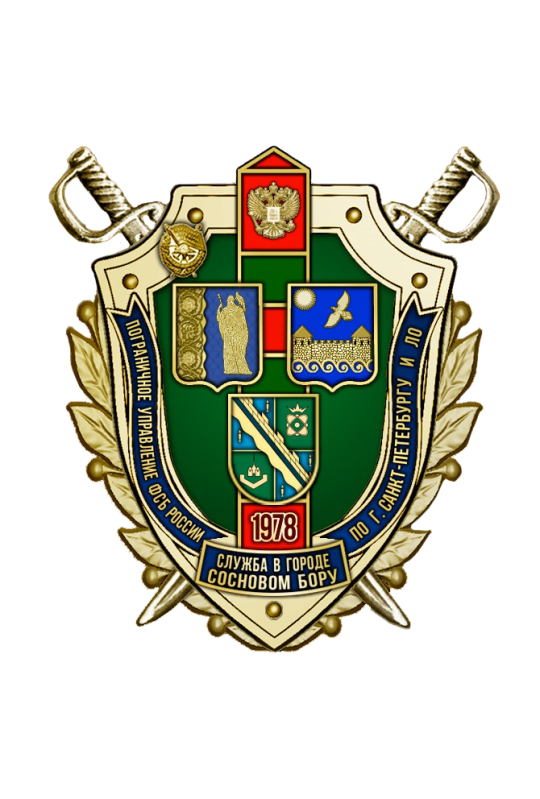 ПОГРАНИЧНОЕ УПРАВЛЕНИЕ ФСБ РОССИИ
ПО Г. САНКТ-ПЕТЕРБУРГУ И ЛО
1978
СЛУЖБА В ГОРОДЕ
СОСНОВОМ БОРУ